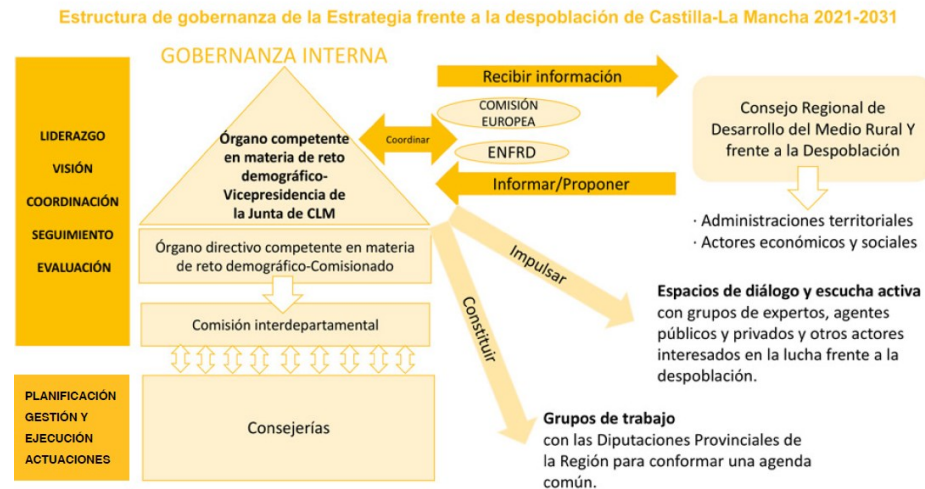 Estructura de gobernanza de la Estrategia frente a la despoblación de Castilla-La Mancha 2021-2031
GOBERNANZA INTERNA
LIDERAZGO
VISIÓN
COORDINACIÓN
SEGUIMIENTO
EVALUACIÓN
Órgano competente
en materia de reto
demográfico-
Vicepresidencia de
la Junta de CLM
Órgano directivo competente en materia
de reto demográfico-Comisionado
Comisión interdepartamental
PLANIFICACIÓN
GESTIÓN Y
EJECUCIÓN
ACTUACIONES
Consejerías
Recibir información
Coordinar
COMISIÓN
EUROPEA
ENFRD
Informar/Proponer
Consejo Regional de
Desarrollo del Medio Rural Y
frente a la Despoblación
· Administraciones territoriales
· Actores económicos y sociales
Impulsar
Espacios de diálogo y escucha activa
con grupos de expertos, agentes
públicos y privados y otros actores
interesados en la lucha frente a la
despoblación.
Constituir
Grupos de trabajo
con las Diputaciones Provinciales de
la Región para conformar una agenda
común.